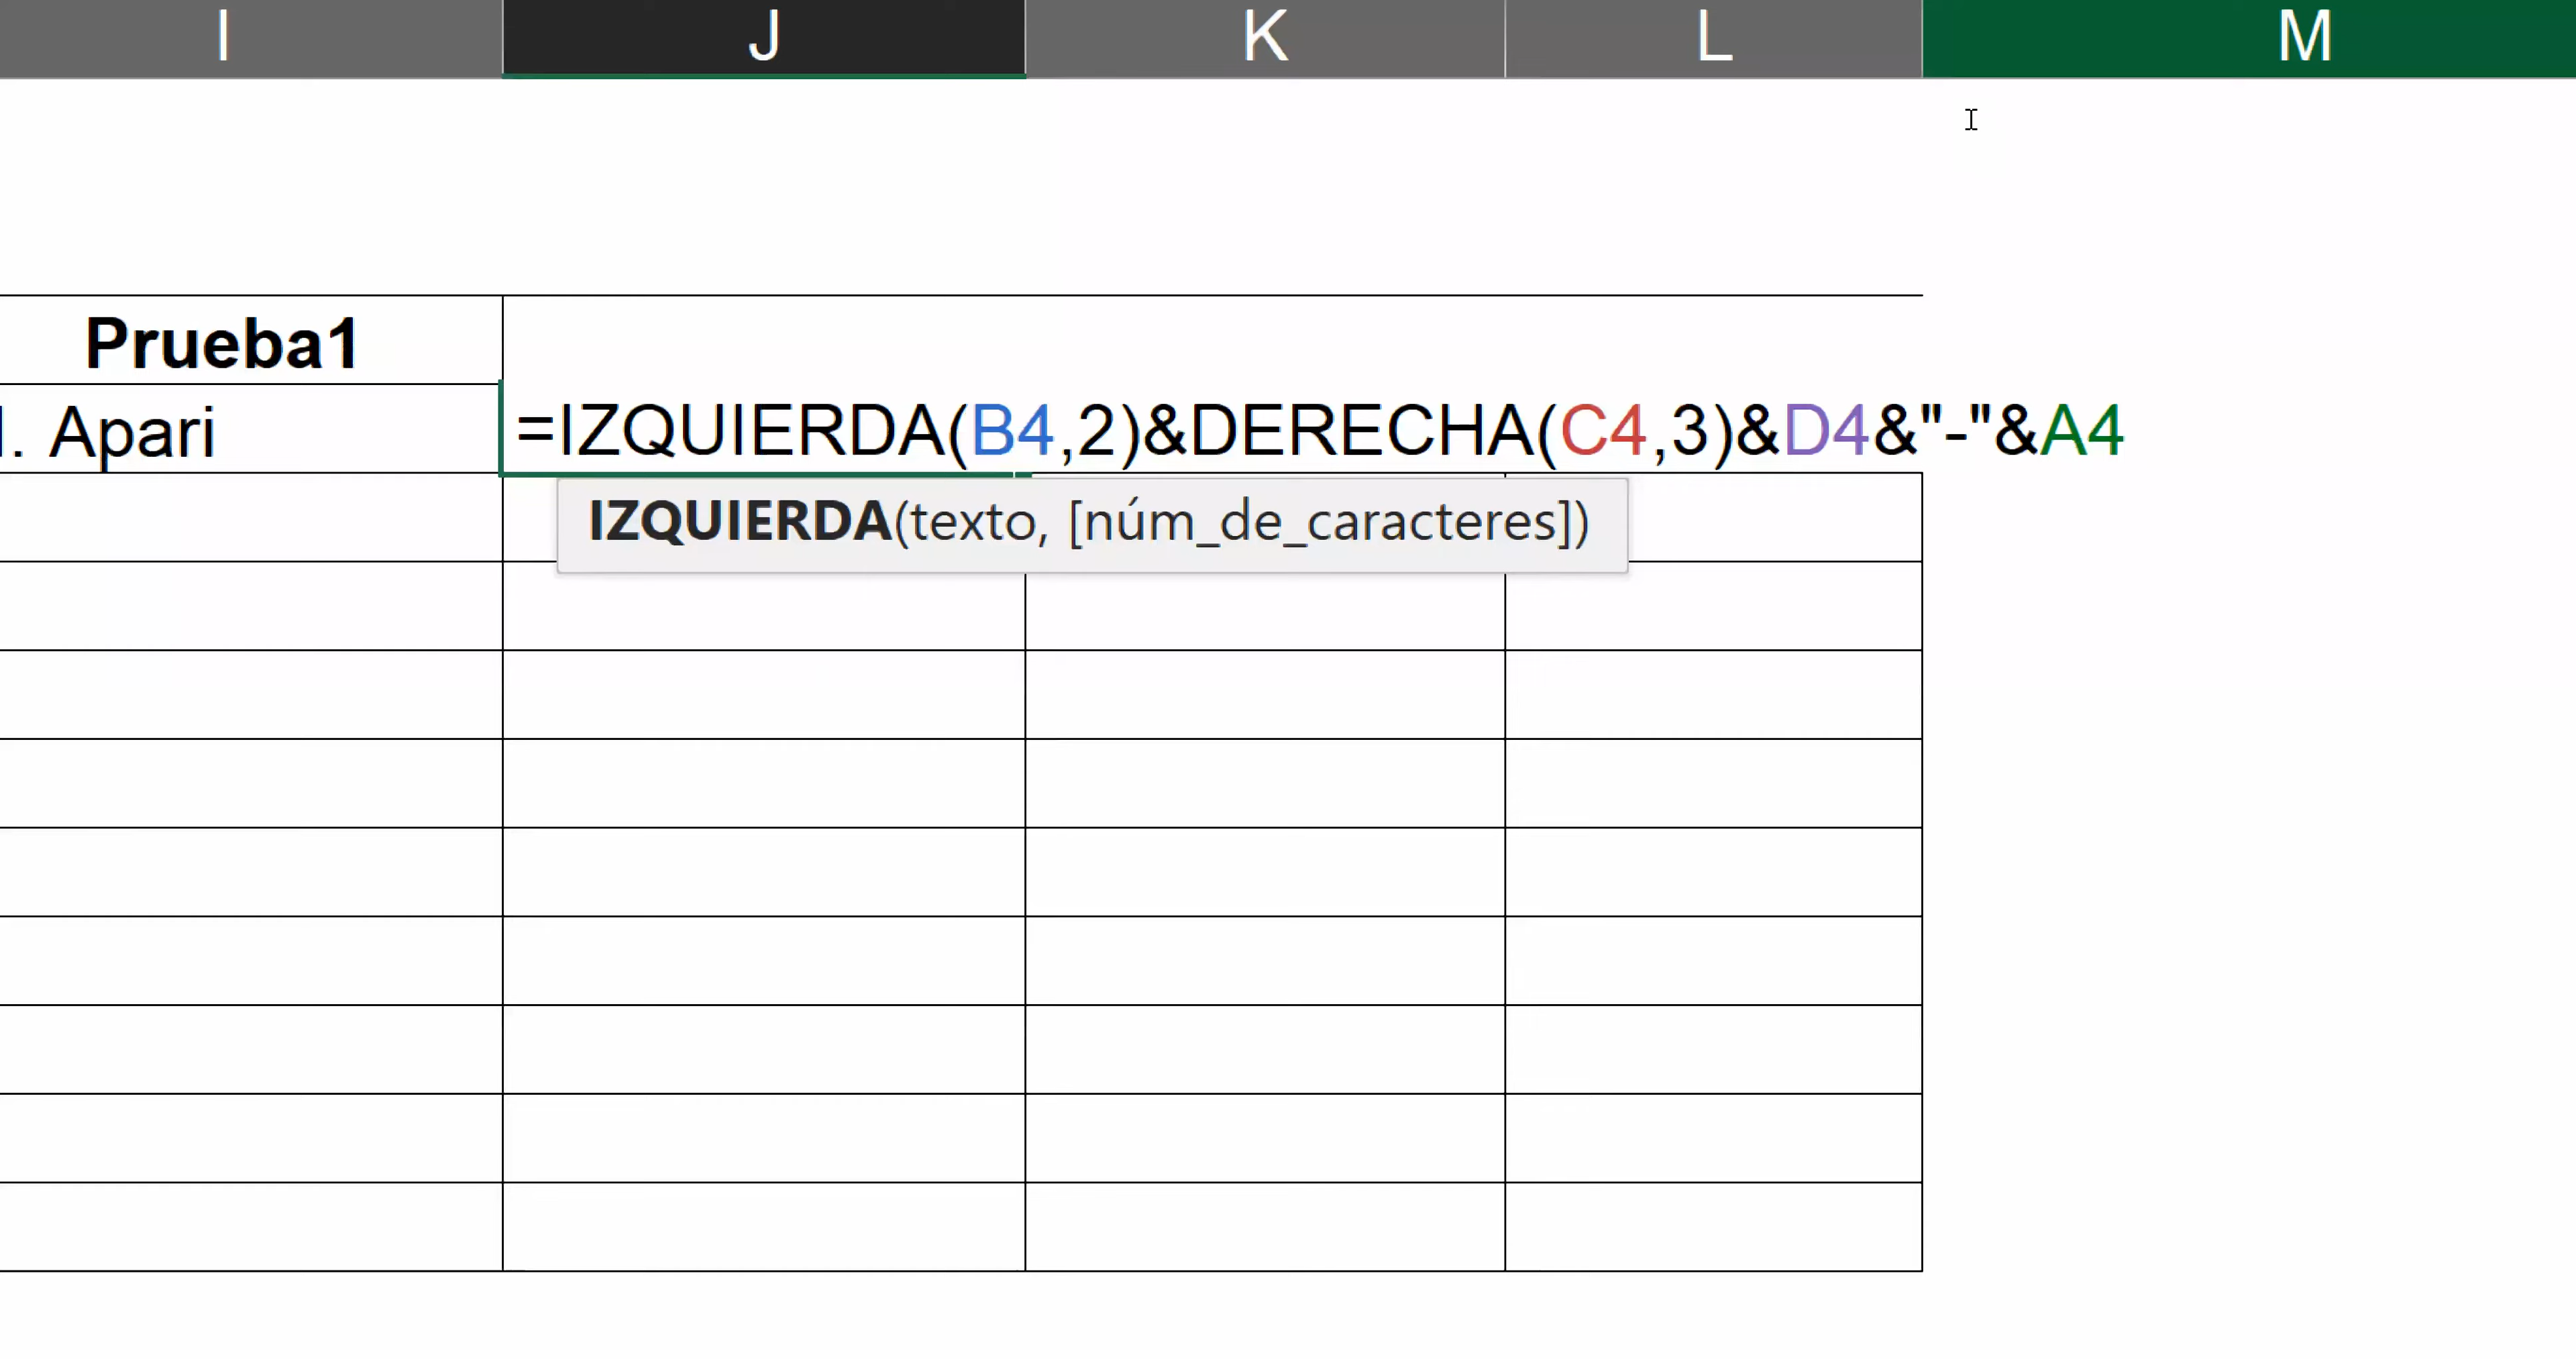 I J K L M
Prueba1
. Apari =IZQUIERDA(B4,2)&DERECHA(C4,3)&D4&"-"&A4
IZQUIERDA(texto, [núm_de_caracteres])